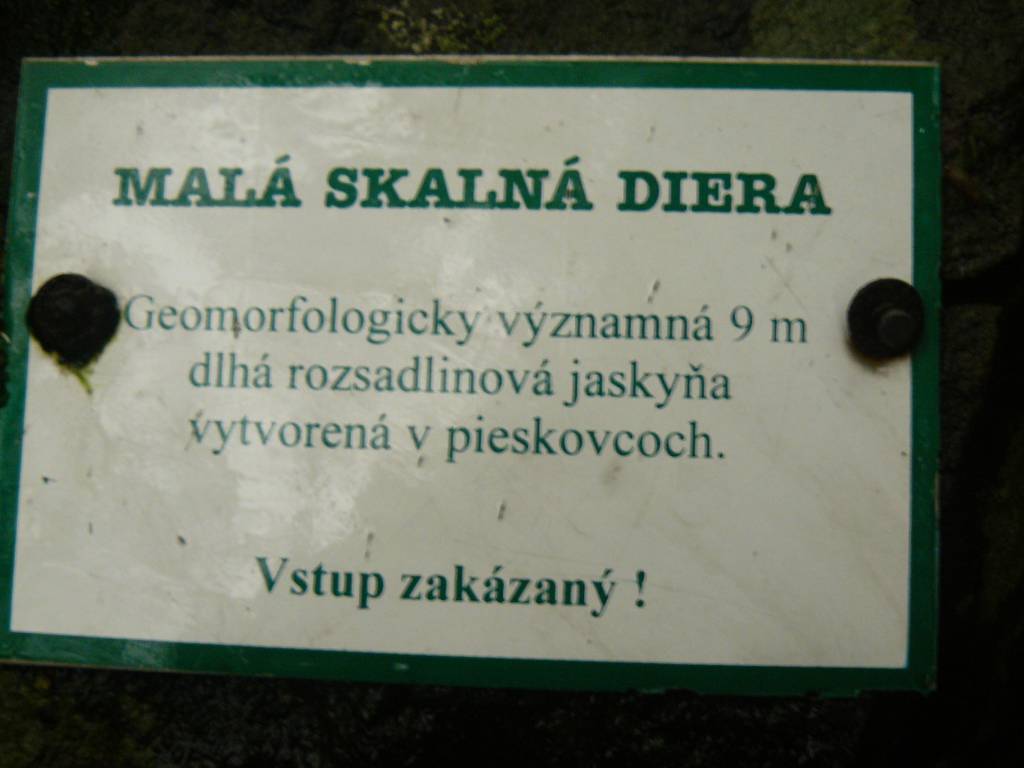 MALÁ SKALNÁ DIERA
Geomorfologicky významná 9 m
dlhá rozsadlinová jaskyňa
vytvorená v pieskovcoch.
Vstup zakázaný !